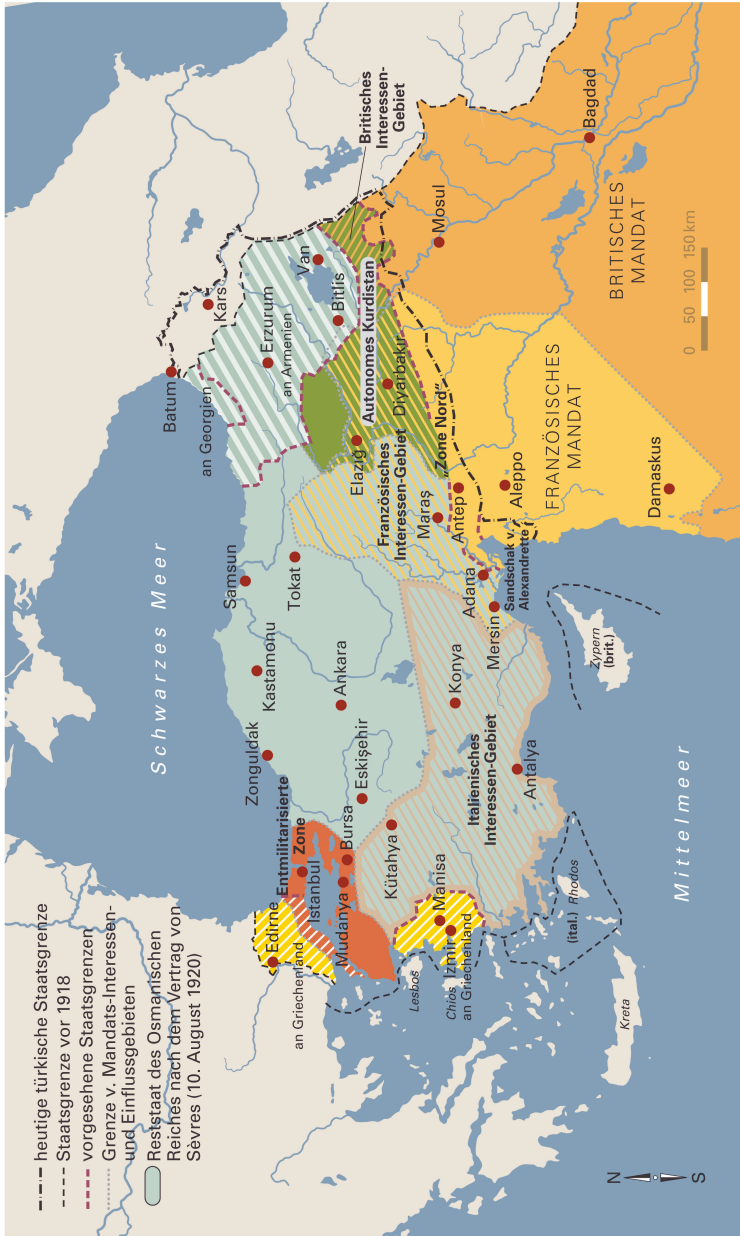 heutige türkische Staatsgrenze
Staatsgrenze vor 1918
vorgesehene Staatsgrenzen
Grenze v. Mandats-Interessen-
und Einflussgebieten
Reststaat des Osmanischen
Reiches nach dem Vertrag von
Sèvres (10. August 1920)
Schwarzes Meer
Batum
Kars
an Georgien
Erzurum
an Armenien
Van
Bitlis
Britisches
Interessen-
Gebiet
Samsun
Tokat
Kastamonu
Zonguldak
Ankara
Eskişehir
Entmilitarisierte
Zone
Istanbul
Edirne
an Griechenland
Mudanya
Bursa
Kütahya
Manisa
Izmir
an Griechenland
Lesbos
Chios
Elazığ
Autonomes Kurdistan
Diyarbakır
Französisches
Interessen-Gebiet
„Zone Nord“
Maraş
Antep
Adana
Mersin
Sandschak v.
Alexandrette
Konya
Italienisches
Interessen-Gebiet
Antalya
Aleppo
FRANZÖSISCHES
MANDAT
Damaskus
Mosul
Bagdad
BRITISCHES
MANDAT
Zypern
(brit.)
Rhodos
(ital.)
Kreta
Mittelmeer
N
S
0 50 100 150 km